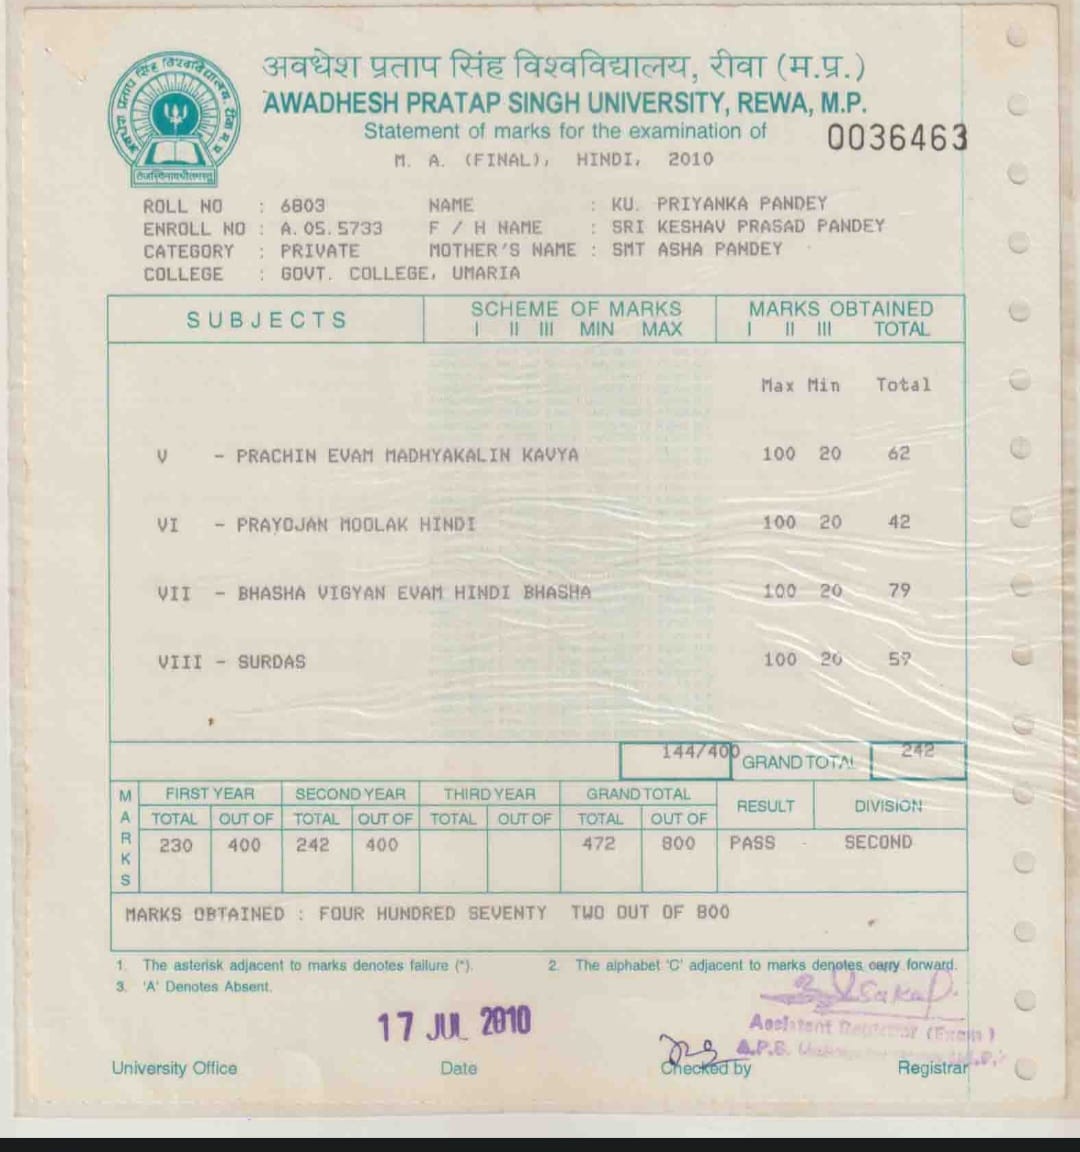 अवधेश प्रताप सिंह विश्वविद्यालय, रीवा (म.प्र.)
AWADHESH PRATAP SINGH UNIVERSITY, REWA, M.P.
Statement of marks for the examination of
0036463
M. A. (FINAL), HINDI, 2010
ROLL NO : 6803 NAME : KU. PRIYANKA PANDEY
ENROLL NO : A.05.5733 F / H NAME : SRI KESHAV PRASAD PANDEY
CATEGORY : PRIVATE MOTHER'S NAME : SMT ASHA PANDEY
COLLEGE : GOVT. COLLEGE, UMARIA
SUBJECTS SCHEME OF MARKS MARKS OBTAINED
I II III MIN MAX I II III TOTAL
Max Min Total
V - PRACHIN EVAM MADHYAKALIN KAVYA 100 20 62
VI - PRAYOJAN MOOLAK HINDI 100 20 42
VII - BHASHA VIGYAN EVAM HINDI BHASHA 100 20 79
VIII - SURDAS 100 20 59
144/400 GRAND TOTAL 242
MARKS FIRST YEAR SECOND YEAR THIRD YEAR GRAND TOTAL RESULT DIVISION
TOTAL OUT OF TOTAL OUT OF TOTAL OUT OF TOTAL OUT OF
230 400 242 400 472 800 PASS SECOND
MARKS OBTAINED : FOUR HUNDRED SEVENTY TWO OUT OF 800
1. The asterisk adjacent to marks denotes failure (*). 2. The alphabet 'C' adjacent to marks denotes carry forward.
3. 'A' Denotes Absent.
17 JUL 2010
Assistant Registrar (Exam)
A.P.S.
University Office Date Checked by Registrar